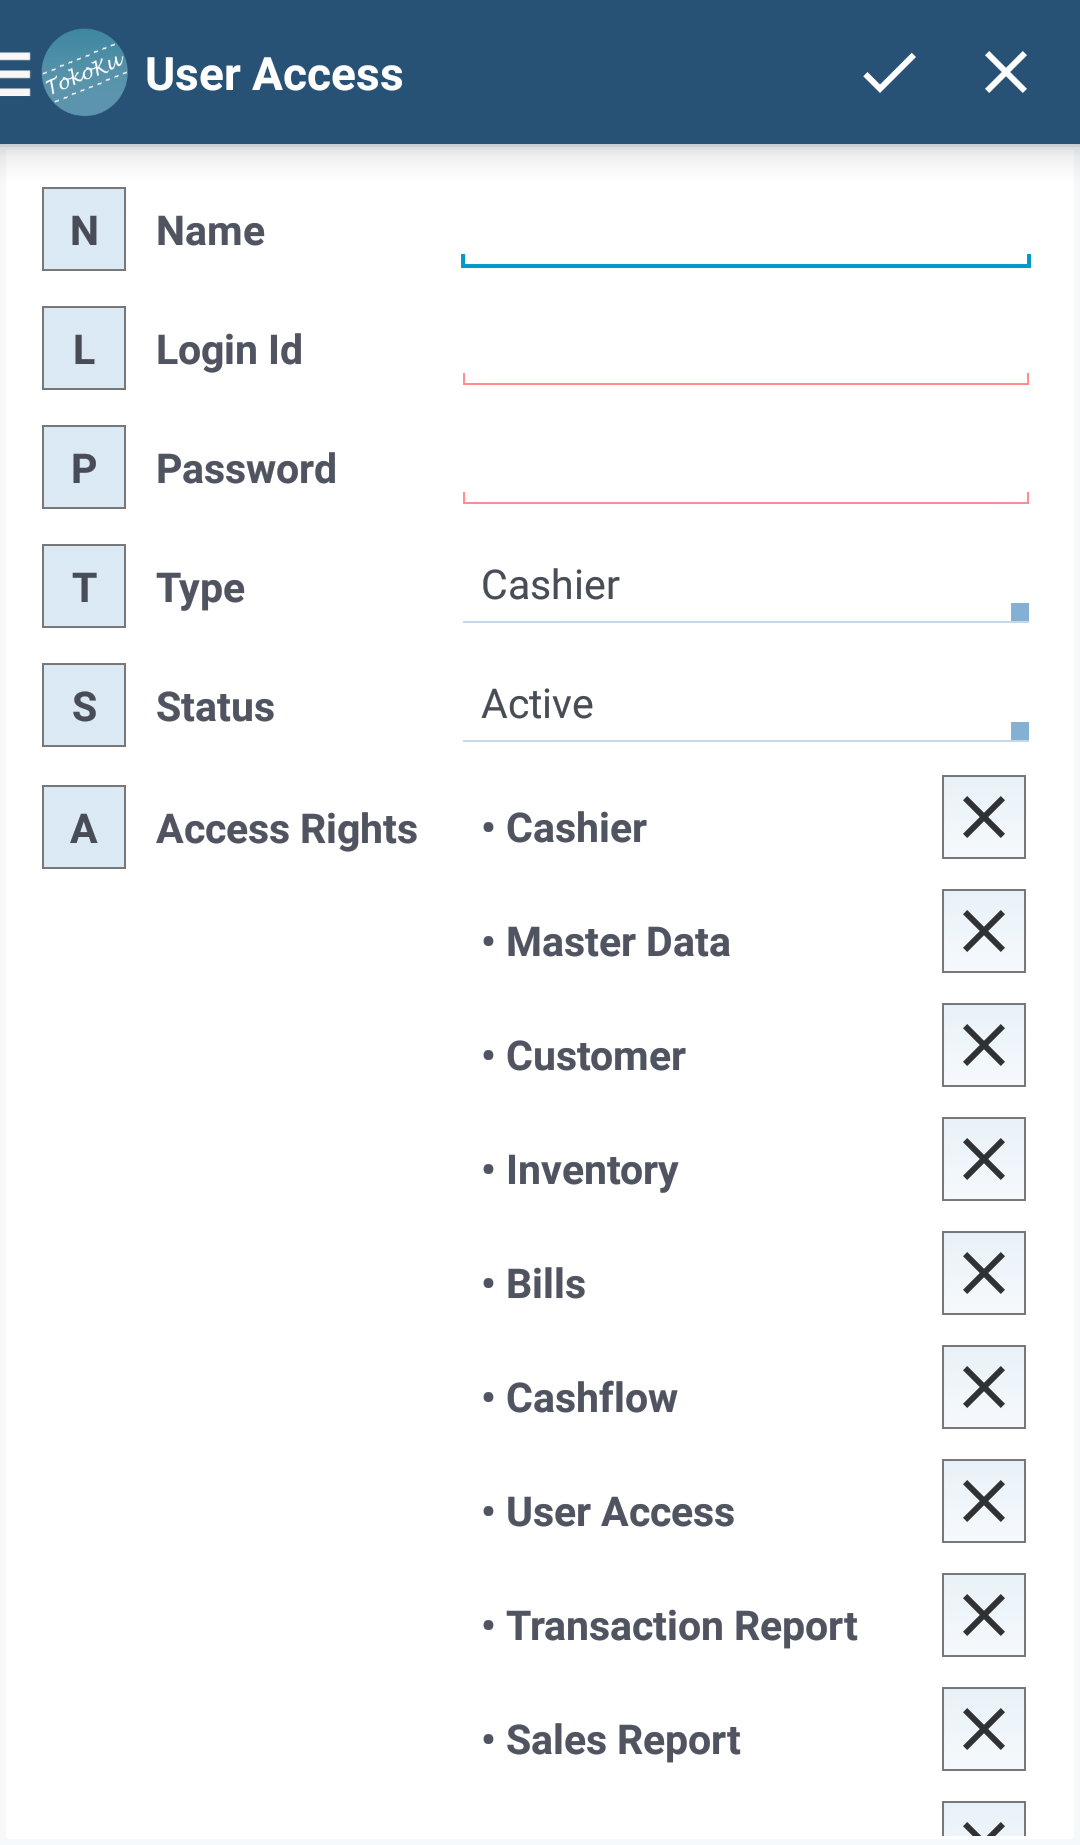 TokoKu User Access
N Name
L Login Id
P Password
T Type Cashier
S Status Active
A Access Rights • Cashier
• Master Data
• Customer
• Inventory
• Bills
• Cashflow
• User Access
• Transaction Report
• Sales Report